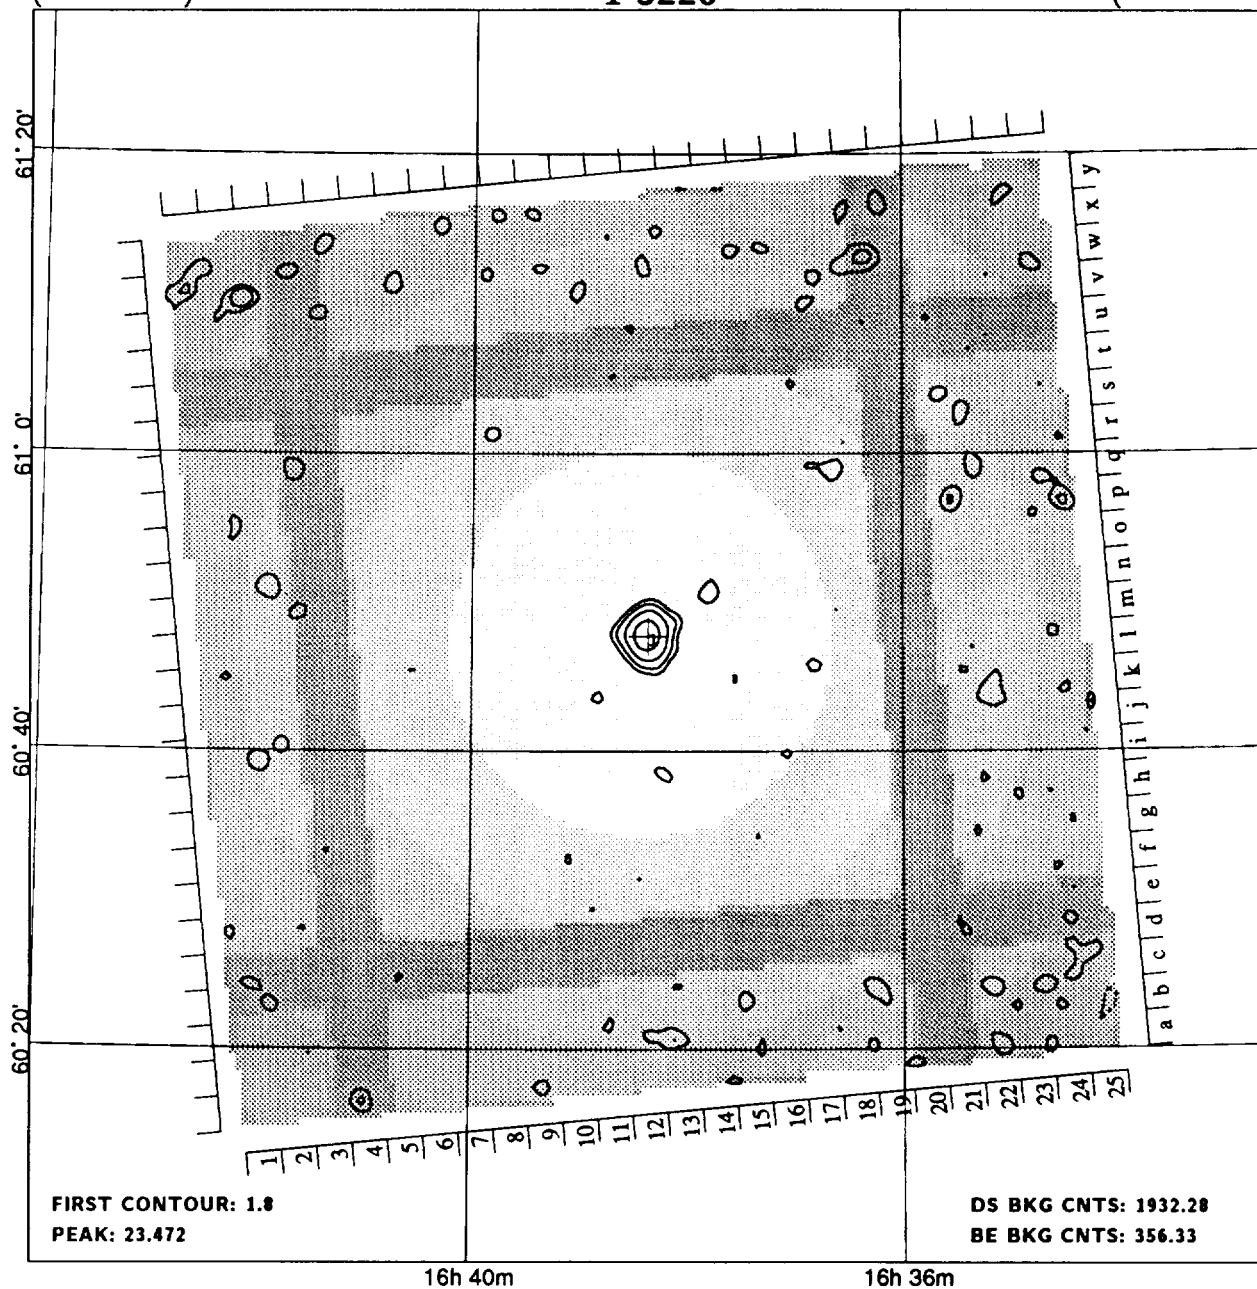 61° 20'
61° 0'
60° 40'
60° 20'
y
x
w
v
u
t
s
r
q
p
o
n
m
l
k
j
i
h
g
f
e
d
c
b
a
1 2 3 4 5 6 7 8 9 10 11 12 13 14 15 16 17 18 19 20 21 22 23 24 25
FIRST CONTOUR: 1.8
PEAK: 23.472
DS BKG CNTS: 1932.28
BE BKG CNTS: 356.33
16h 40m 16h 36m